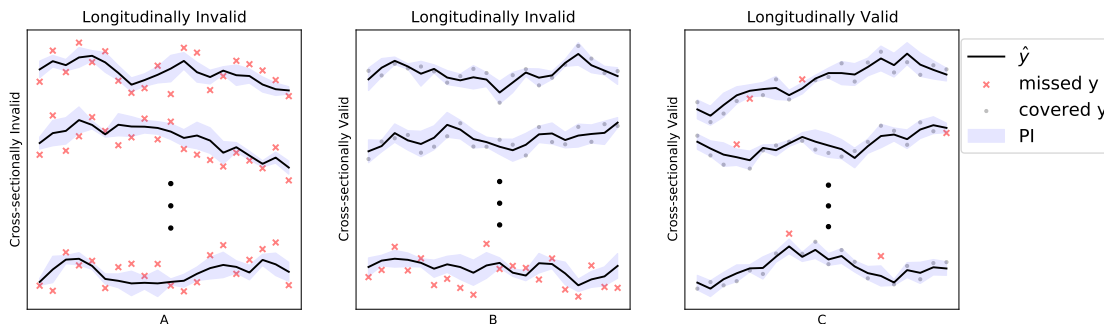 Longitudinally Invalid
Longitudinally Invalid
Longitudinally Valid
Cross-sectionally Invalid
Cross-sectionally Valid
Cross-sectionally Valid
ŷ
missed y
covered y
PI
A
B
C